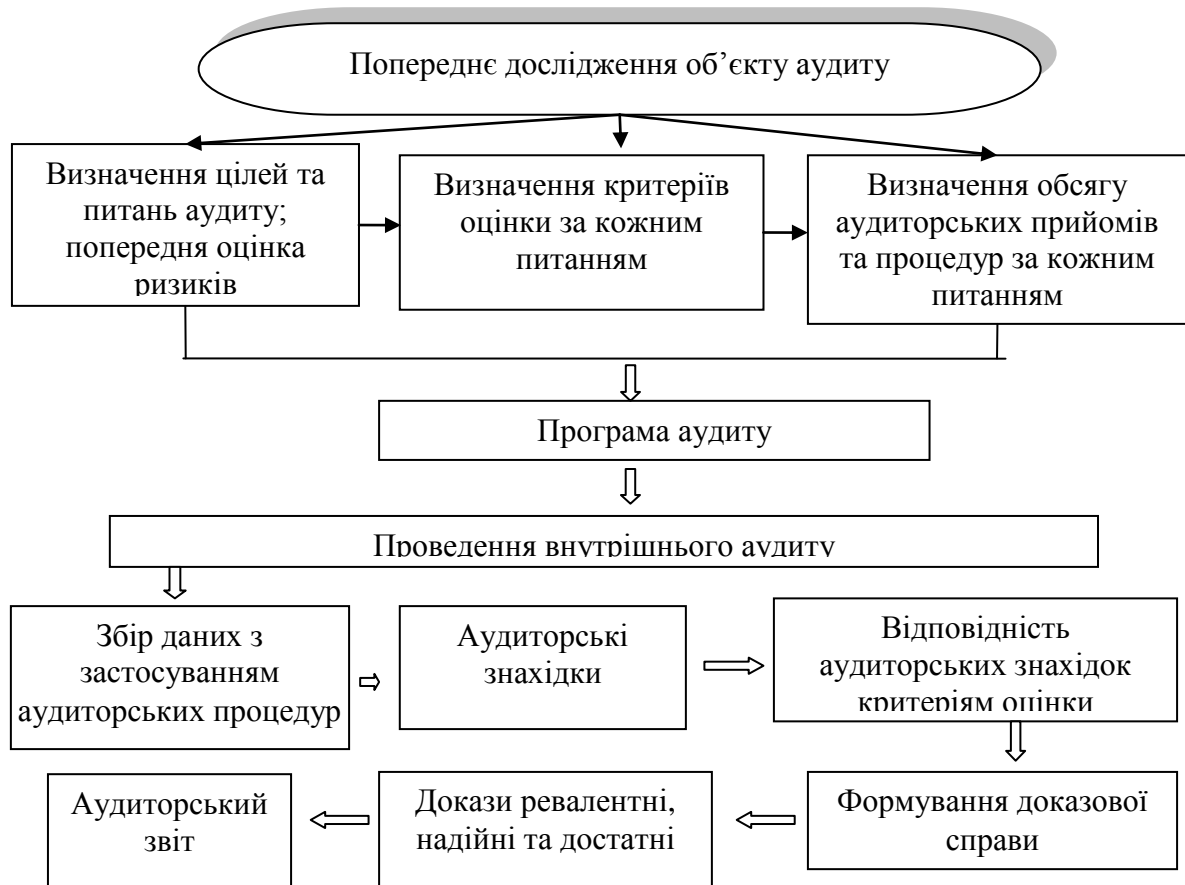 Попереднє дослідження об’єкту аудиту
Визначення цілей та
питань аудиту;
попередня оцінка
ризиків
Визначення критеріїв
оцінки за кожним
питанням
Визначення обсягу
аудиторських прийомів
та процедур за кожним
питанням
Програма аудиту
Проведення внутрішнього аудиту
Збір даних з
застосуванням
аудиторських процедур
Аудиторські
знахідки
Відповідність
аудиторських знахідок
критеріям оцінки
Аудиторський
звіт
Докази ревалентні,
надійні та достатні
Формування доказової
справи